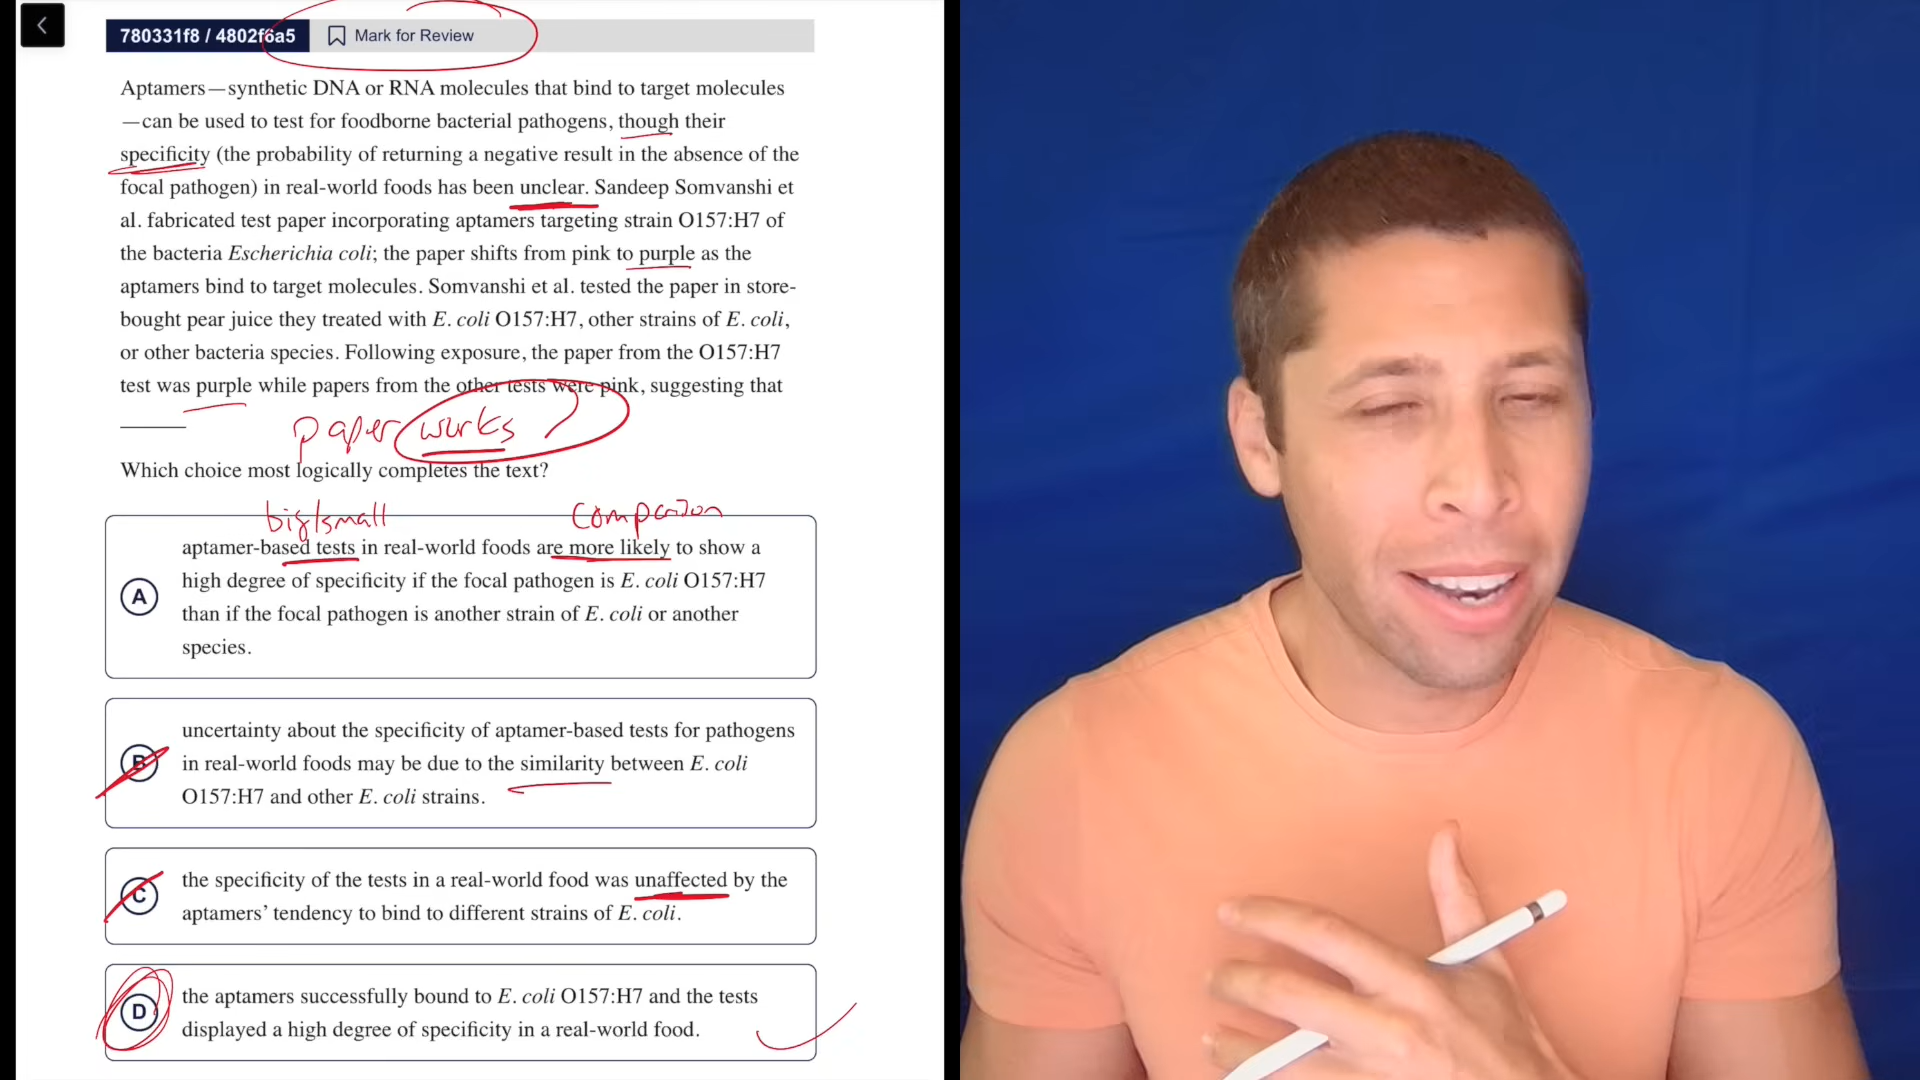 780331f8 / 4802f6a5 Mark for Review
Aptamers—synthetic DNA or RNA molecules that bind to target molecules
—can be used to test for foodborne bacterial pathogens, though their
specificity (the probability of returning a negative result in the absence of the
focal pathogen) in real-world foods has been unclear. Sandeep Somvanshi et
al. fabricated test paper incorporating aptamers targeting strain O157:H7 of
the bacteria Escherichia coli; the paper shifts from pink to purple as the
aptamers bind to target molecules. Somvanshi et al. tested the paper in store-
bought pear juice they treated with E. coli O157:H7, other strains of E. coli,
or other bacteria species. Following exposure, the paper from the O157:H7
test was purple while papers from the other tests were pink, suggesting that
______
paper works
Which choice most logically completes the text?
big/small comparison
A
aptamer-based tests in real-world foods are more likely to show a
high degree of specificity if the focal pathogen is E. coli O157:H7
than if the focal pathogen is another strain of E. coli or another
species.
B
uncertainty about the specificity of aptamer-based tests for pathogens
in real-world foods may be due to the similarity between E. coli
O157:H7 and other E. coli strains.
C
the specificity of the tests in a real-world food was unaffected by the
aptamers' tendency to bind to different strains of E. coli.
D
the aptamers successfully bound to E. coli O157:H7 and the tests
displayed a high degree of specificity in a real-world food.